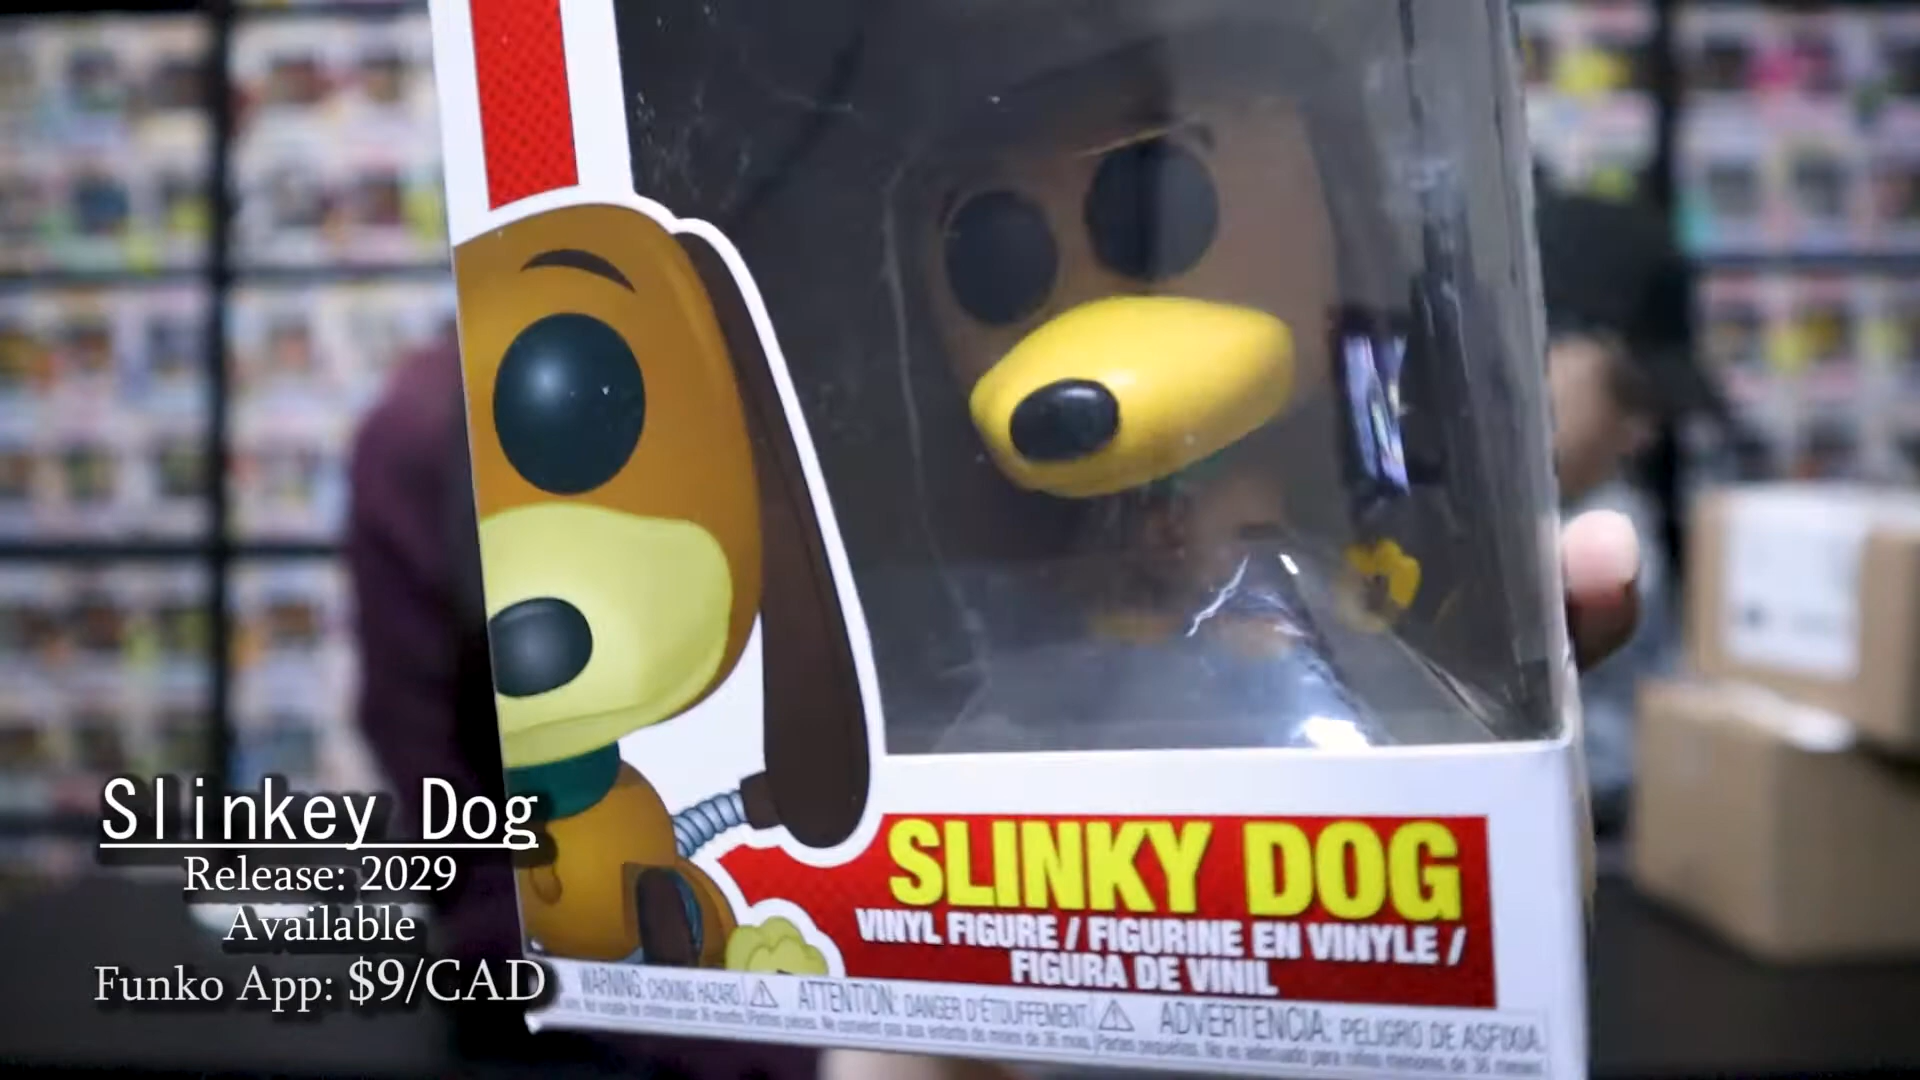 Slinkey Dog
Release: 2029
Available
Funko App: $9/CAD
SLINKY DOG
VINYL FIGURE / FIGURINE EN VINYLE /
FIGURA DE VINIL
WARNING: CHOKING HAZARD ATTENTION: DANGER D'ÉTOUFFEMENT ADVERTENCIA: PELIGRO DE ASFIXIA.